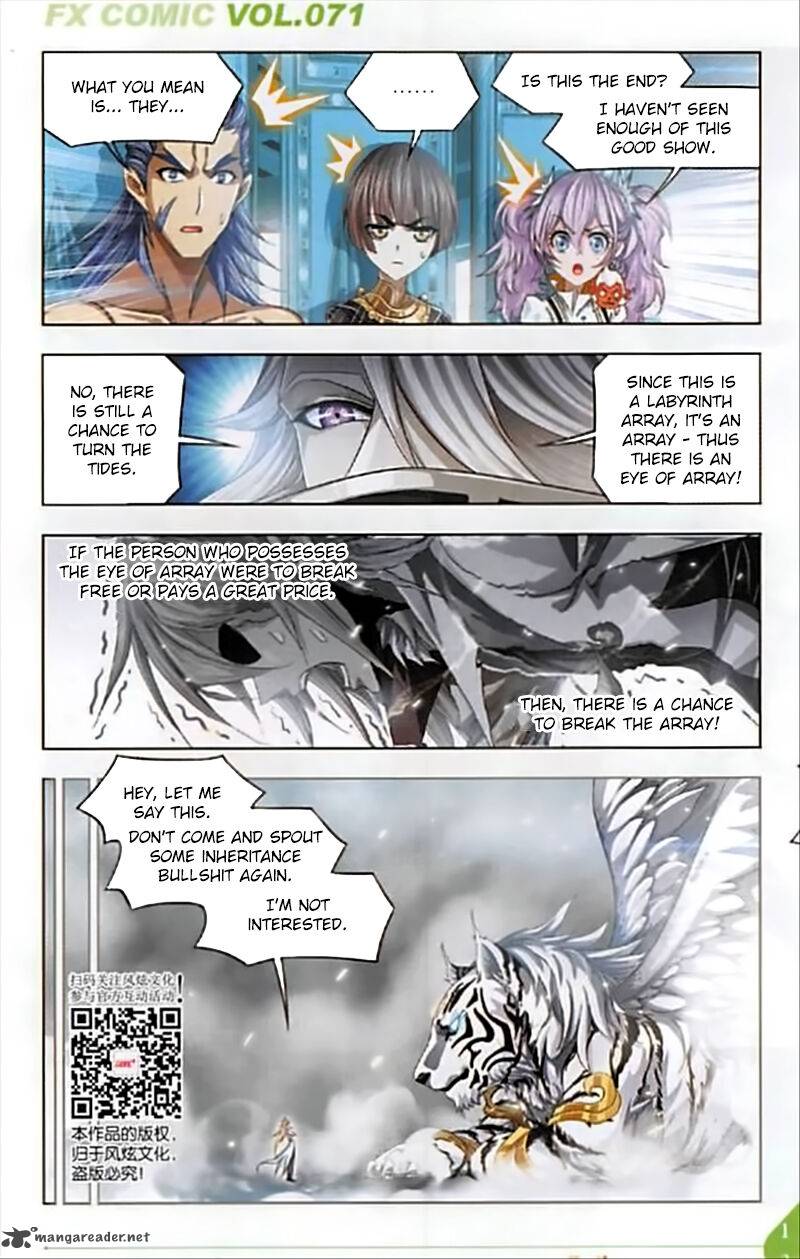 FX COMIC VOL.071
WHAT YOU MEAN
IS... THEY...
......
IS THIS THE END?
I HAVEN'T SEEN
ENOUGH OF THIS
GOOD SHOW.
NO, THERE
IS STILL A
CHANCE TO
TURN THE
TIDES.
SINCE THIS IS
A LABYRINTH
ARRAY, IT'S AN
ARRAY - THUS
THERE IS AN
EYE OF ARRAY!
IF THE PERSON WHO POSSESSES
THE EYE OF ARRAY WERE TO BREAK
FREE OR PAYS A GREAT PRICE.
THEN, THERE IS A CHANCE
TO BREAK THE ARRAY!
HEY, LET ME
SAY THIS.
DON'T COME AND SPOUT
SOME INHERITANCE
BULLSHIT AGAIN.
I'M NOT
INTERESTED.
扫码关注风炫文化
参与官方互动活动!
本作品的版权,
归于风炫文化,
盗版必究!
mangareader.net